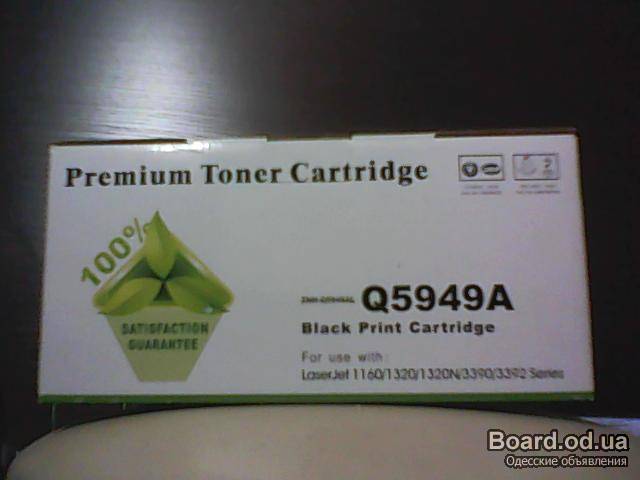 Premium Toner Cartridge
100%
SATISFACTION
GUARANTEE
Q5949A
Black Print Cartridge
For use with:
LaserJet 1160/1320/1320N/3390/3392 Series
Board.od.ua
Одесские объявления